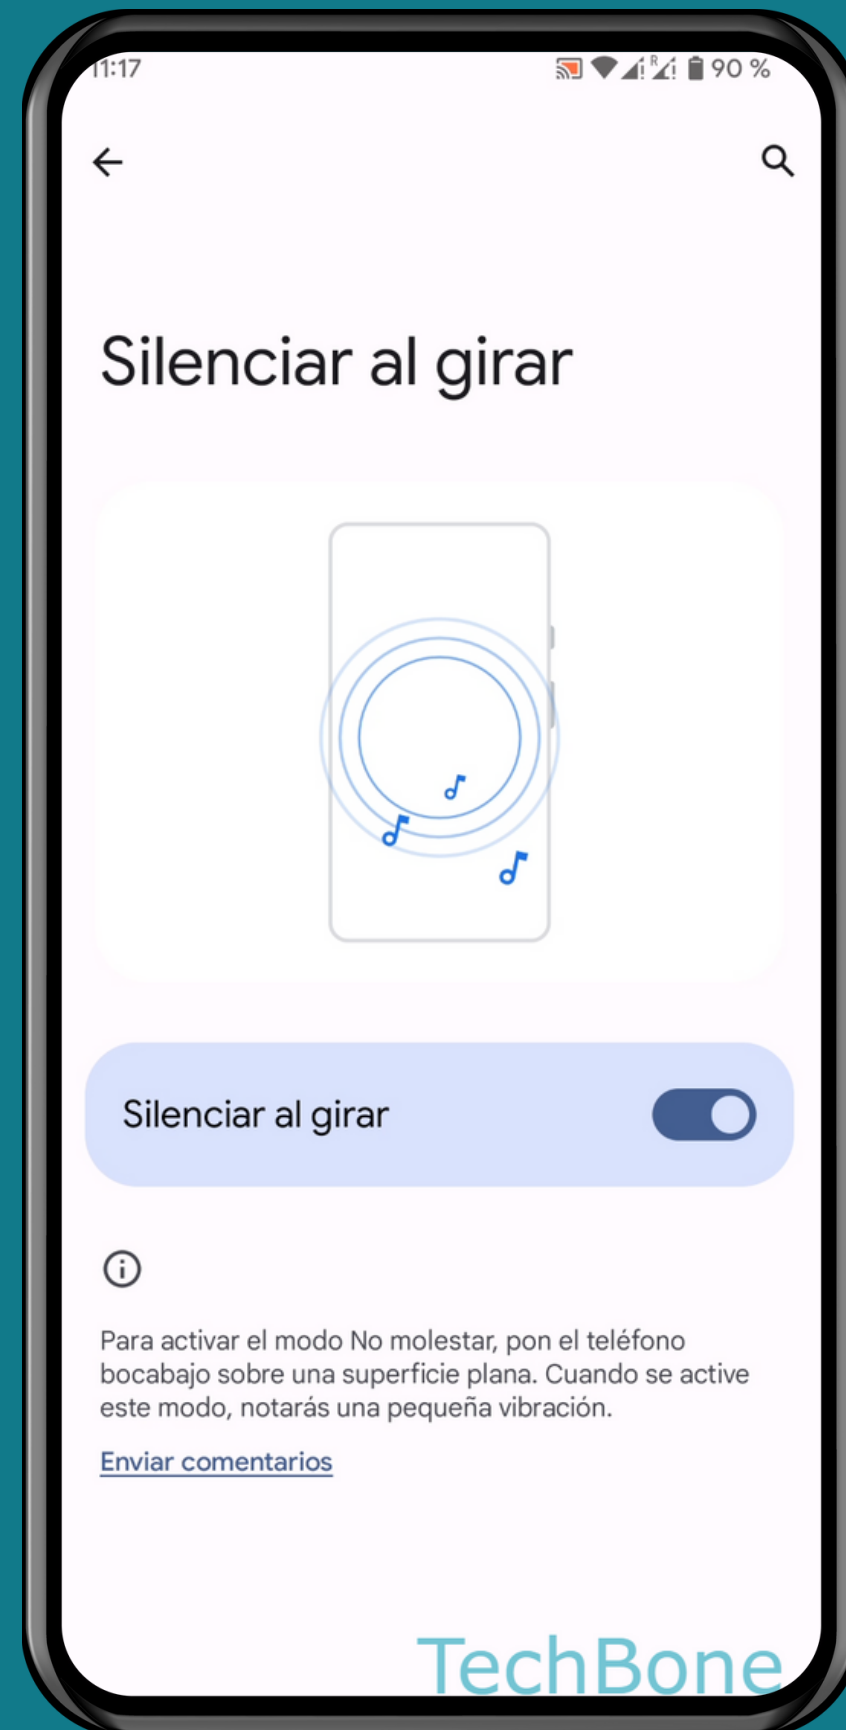 11:17
R
90 %
Silenciar al girar
Silenciar al girar
Para activar el modo No molestar, pon el teléfono
bocabajo sobre una superficie plana. Cuando se active
este modo, notarás una pequeña vibración.
Enviar comentarios
TechBone